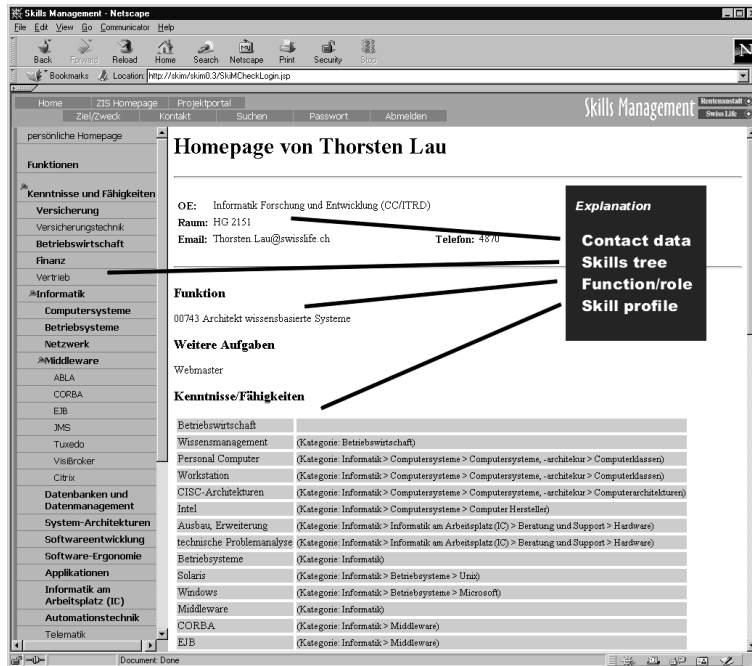 Skills Management - Netscape
File Edit View Go Communicator Help
Back Forward Reload Home Search Netscape Print Security Stop
Bookmarks Location: http://skim/skim0.3/SkiMCheckLogin.jsp
Home ZIS Homepage Projektportal
Ziel/Zweck Kontakt Suchen Passwort Abmelden
Skills Management
Rentenanstalt
Swiss Life
persönliche Homepage
Funktionen
Kenntnisse und Fähigkeiten
Versicherung
Versicherungstechnik
Betriebswirtschaft
Finanz
Vertrieb
Informatik
Computersysteme
Betriebsysteme
Netzwerk
Middleware
ABLA
CORBA
EJB
JMS
Tuxedo
VisiBroker
Citrix
Datenbanken und
Datenmanagement
System-Architekturen
Softwareentwicklung
Software-Ergonomie
Applikationen
Informatik am
Arbeitsplatz (IC)
Automationstechnik
Telematik
Homepage von Thorsten Lau
OE: Informatik Forschung und Entwicklung (CC/ITRD)
Raum: HG 2151
Email: Thorsten.Lau@swisslife.ch Telefon: 4870
Funktion
00743 Architekt wissensbasierte Systeme
Weitere Aufgaben
Webmaster
Kenntnisse/Fähigkeiten
Betriebswirtschaft
Wissensmanagement (Kategorie: Betriebswirtschaft)
Personal Computer (Kategorie: Informatik > Computersysteme > Computersysteme, -architekur > Computerklassen)
Workstation (Kategorie: Informatik > Computersysteme > Computersysteme, -architekur > Computerklassen)
CISC-Architekturen (Kategorie: Informatik > Computersysteme > Computersysteme, -architekur > Computerarchitekturen)
Intel (Kategorie: Informatik > Computersysteme > Computer Hersteller)
Ausbau, Erweiterung (Kategorie: Informatik > Informatik am Arbeitsplatz (IC) > Beratung und Support > Hardware)
technische Problemanalyse (Kategorie: Informatik > Informatik am Arbeitsplatz (IC) > Beratung und Support > Hardware)
Betriebsysteme (Kategorie: Informatik)
Solaris (Kategorie: Informatik > Betriebsysteme > Unix)
Windows (Kategorie: Informatik > Betriebsysteme > Microsoft)
Middleware (Kategorie: Informatik)
CORBA (Kategorie: Informatik > Middleware)
EJB (Kategorie: Informatik > Middleware)
Explanation
Contact data
Skills tree
Function/role
Skill profile
Document: Done